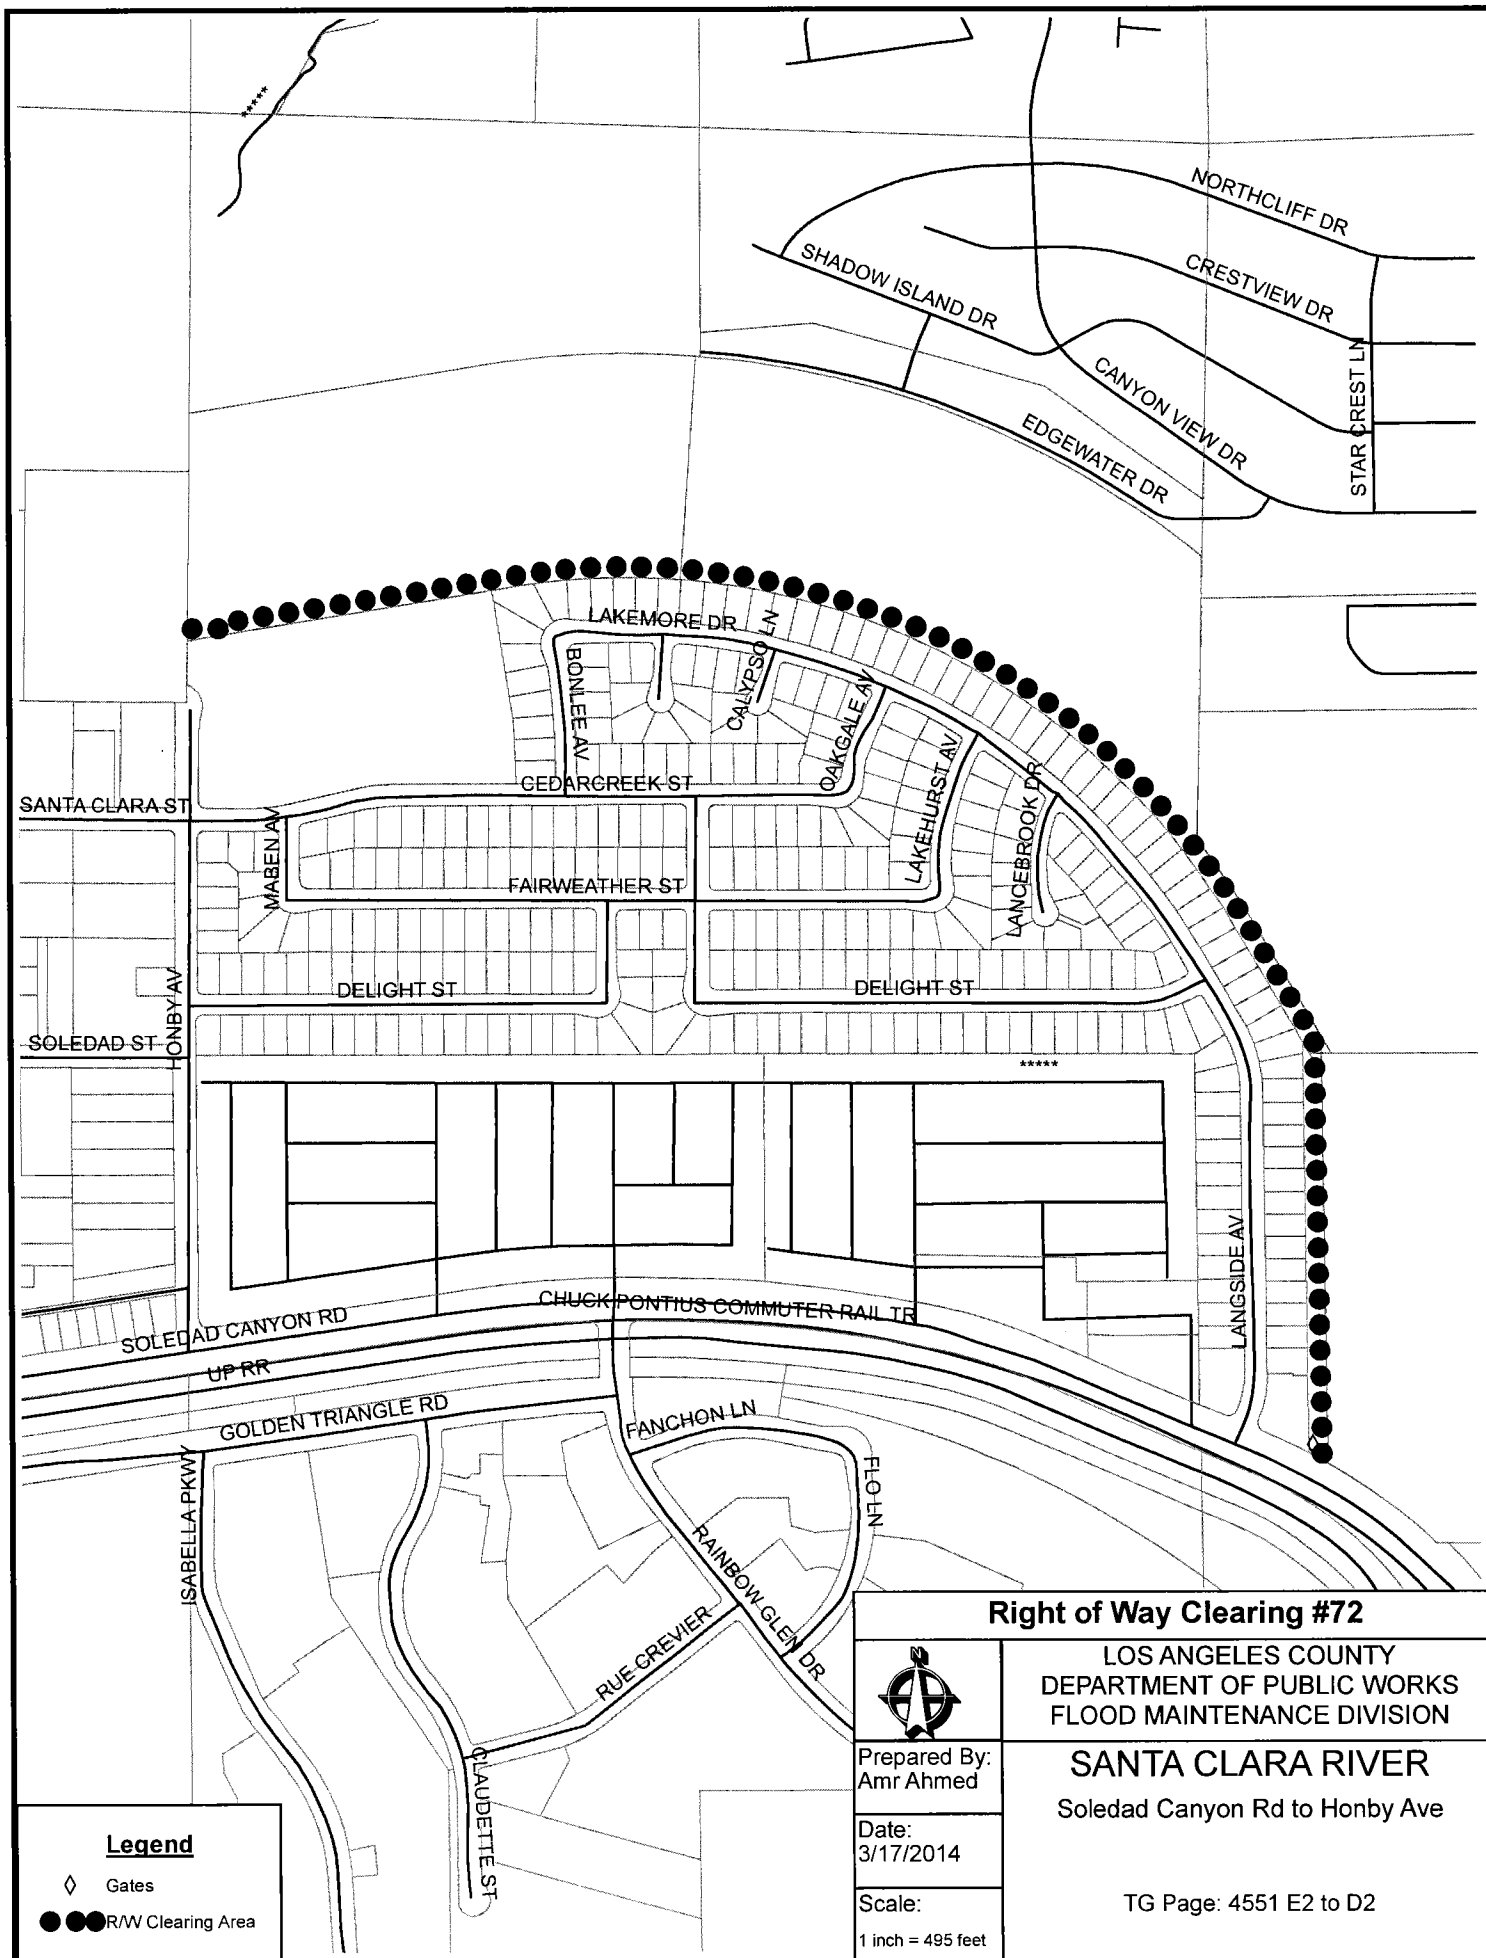 *****
NORTHCLIFF DR
SHADOW ISLAND DR
CRESTVIEW DR
STAR CREST LN
CANYON VIEW DR
EDGEWATER DR
LAKEMORE DR
CALYPSO LN
BONLEE AV
OAKGALE AV
CEDARCREEK ST
SANTA CLARA ST
LAKEHURST AV
LANCEBROOK DR
MABEN AV
FAIRWEATHER ST
HONBY AV
DELIGHT ST
DELIGHT ST
SOLEDAD ST
*****
LANGSIDE AV
CHUCK PONTIUS COMMUTER RAIL TR
SOLEDAD CANYON RD
UP RR
GOLDEN TRIANGLE RD
FANCHON LN
FLO LN
ISABELLA PKWY
RAINBOW GLEN DR
RUE CREVIER
CLAUDETTE ST
Right of Way Clearing #72
N
LOS ANGELES COUNTY
DEPARTMENT OF PUBLIC WORKS
FLOOD MAINTENANCE DIVISION
Prepared By:
Amr Ahmed
SANTA CLARA RIVER
Soledad Canyon Rd to Honby Ave
Date:
3/17/2014
TG Page: 4551 E2 to D2
Scale:
1 inch = 495 feet
Legend
Gates
R/W Clearing Area